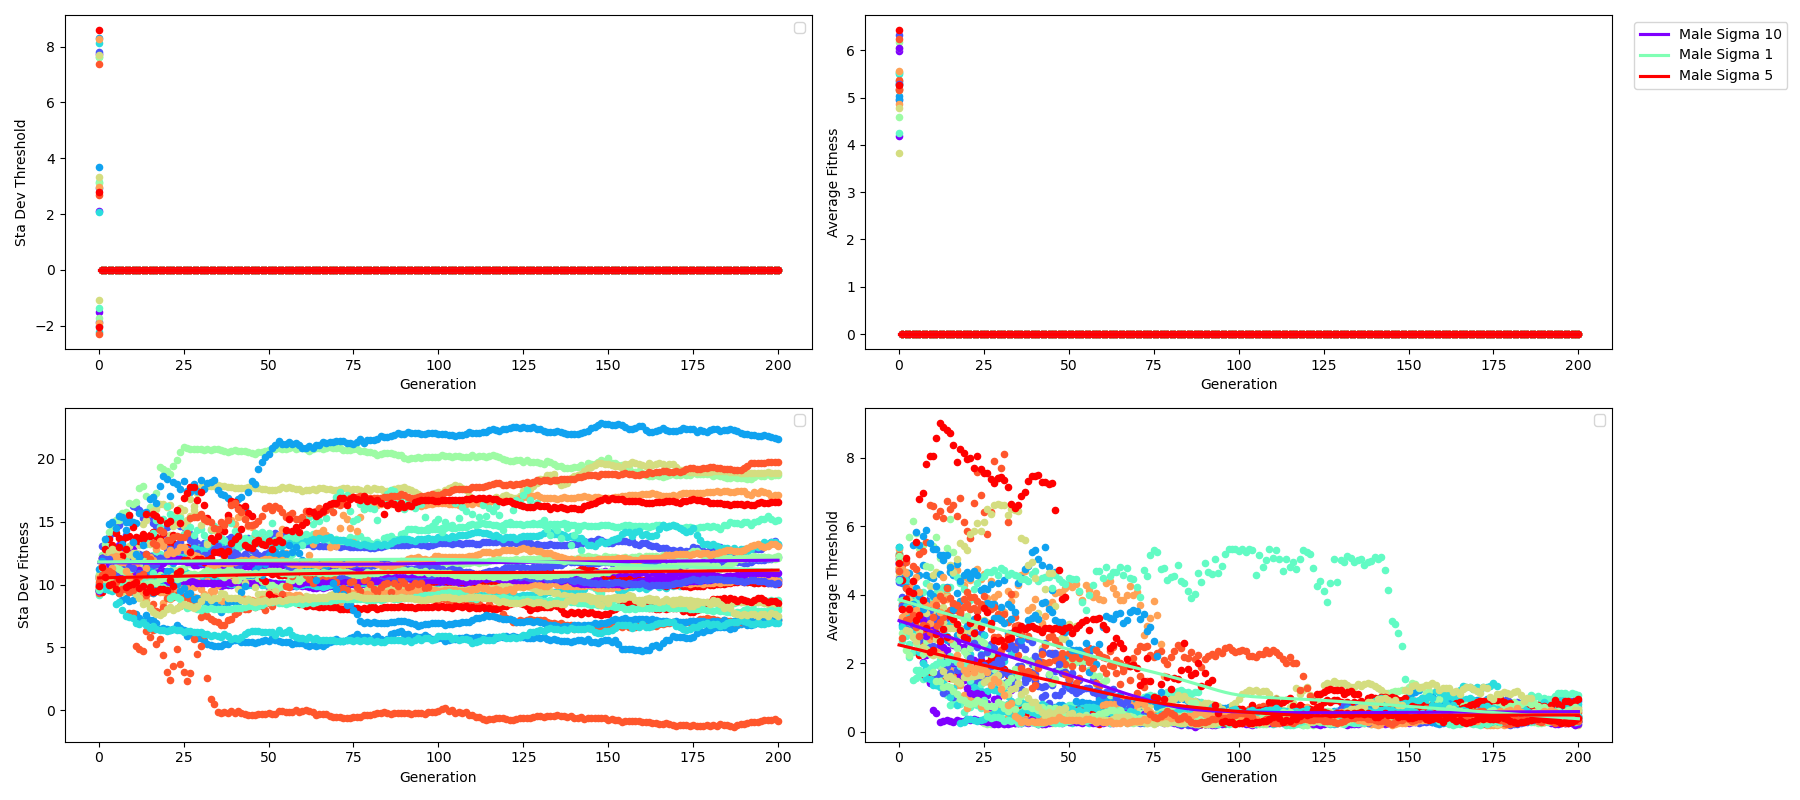 8
6
4
2
0
−2
Sta Dev Threshold
0 25 50 75 100 125 150 175 200
Generation
6
5
4
3
2
1
0
Average Fitness
0 25 50 75 100 125 150 175 200
Generation
Male Sigma 10
Male Sigma 1
Male Sigma 5
20
15
10
5
0
Sta Dev Fitness
0 25 50 75 100 125 150 175 200
Generation
8
6
4
2
0
Average Threshold
0 25 50 75 100 125 150 175 200
Generation